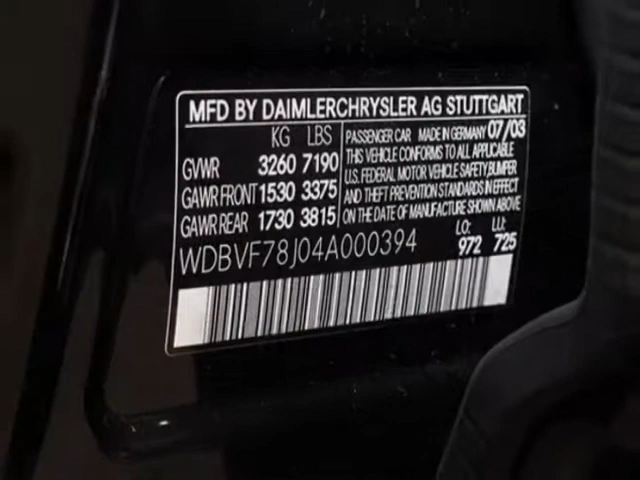 MFD BY DAIMLERCHRYSLER AG STUTTGART
KG LBS
GVWR 3260 7190
GAWR FRONT 1530 3375
GAWR REAR 1730 3815
PASSENGER CAR MADE IN GERMANY 07/03
THIS VEHICLE CONFORMS TO ALL APPLICABLE
U.S. FEDERAL MOTOR VEHICLE SAFETY,BUMPER
AND THEFT PREVENTION STANDARDS IN EFFECT
ON THE DATE OF MANUFACTURE SHOWN ABOVE
WDBVF78J04A000394
LO: LU:
972 725